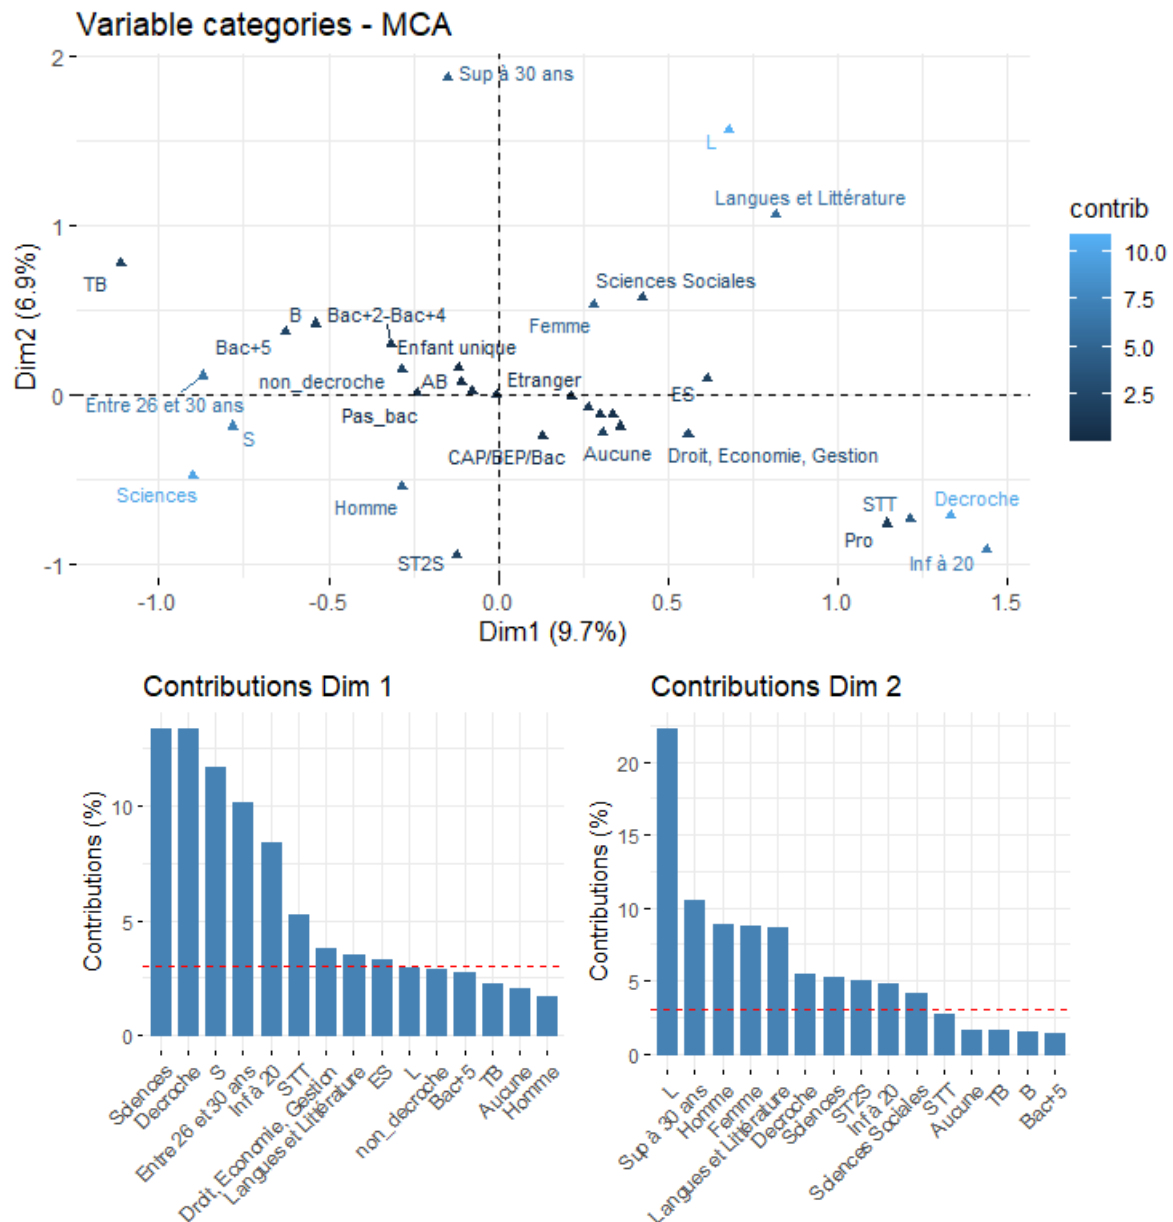 Variable categories - MCA
2
Sup à 30 ans
L
Langues et Littérature
contrib
1
10.0
Dim2 (6.9%)
TB
Sciences Sociales
7.5
B
Bac+2-Bac+4
Femme
5.0
Bac+5
Enfant unique
non_decroche
AB
Etranger
2.5
0
ES
Entre 26 et 30 ans
Pas_bac
S
CAP/BEP/Bac
Aucune
Droit, Economie, Gestion
Sciences
Homme
STT
Decroche
Pro
-1
ST2S
Inf à 20
-1.0
-0.5
0.0
0.5
1.0
1.5
Dim1 (9.7%)
Contributions Dim 1
Contributions (%)
10
5
0
Sciences
Decroche
S
Entre 26 et 30 ans
Inf à 20
STT
Droit, Economie, Gestion
Langues et Littérature
ES
L
non_decroche
Bac+5
TB
Aucune
Homme
Contributions Dim 2
Contributions (%)
20
15
10
5
0
L
Sup à 30 ans
Homme
Femme
Langues et Littérature
Decroche
Sciences
ST2S
Inf à 20
Sciences Sociales
STT
Aucune
TB
B
Bac+5